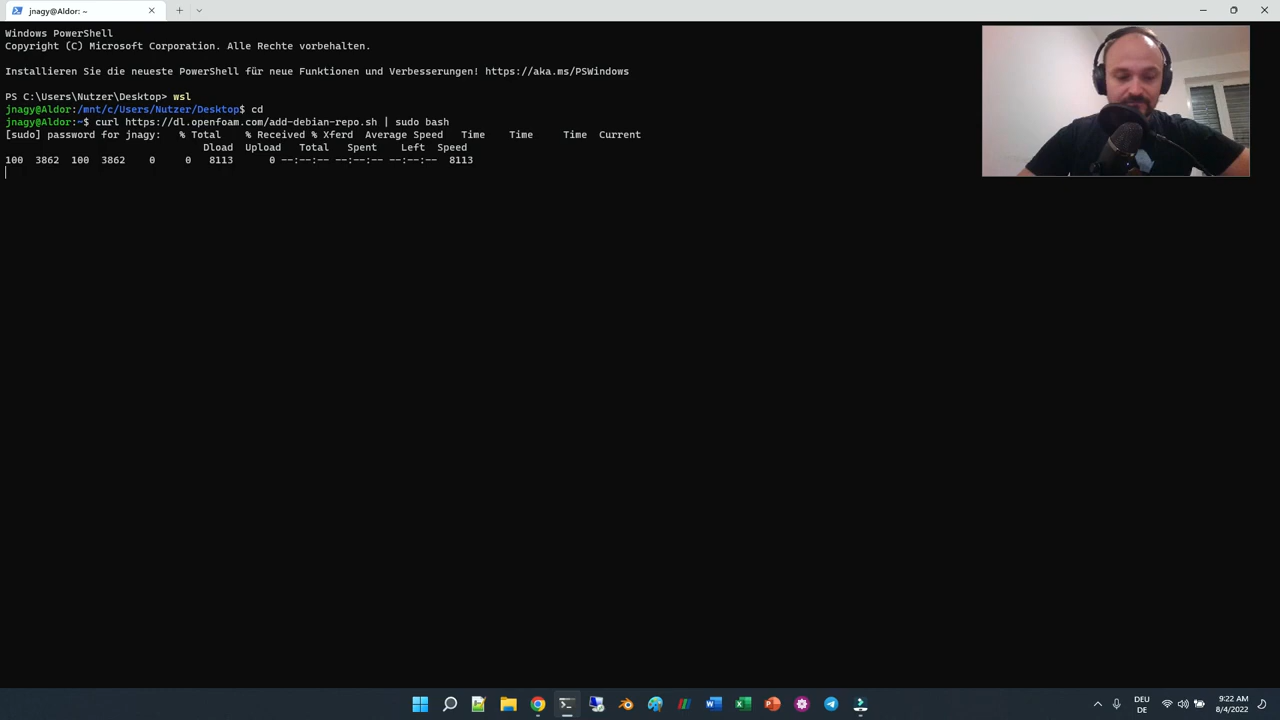 jnagy@Aldor: ~
Windows PowerShell
Copyright (C) Microsoft Corporation. Alle Rechte vorbehalten.
Installieren Sie die neueste PowerShell für neue Funktionen und Verbesserungen! https://aka.ms/PSWindows
PS C:\Users\Nutzer\Desktop> wsl
jnagy@Aldor:/mnt/c/Users/Nutzer/Desktop$ cd
jnagy@Aldor:~$ curl https://dl.openfoam.com/add-debian-repo.sh | sudo bash
[sudo] password for jnagy:   % Total    % Received % Xferd  Average Speed   Time    Time     Time  Current
                                 Dload  Upload   Total   Spent    Left  Speed
100  3862  100  3862    0     0   8113      0 --:--:-- --:--:-- --:--:--  8113
DEU
DE
9:22 AM
8/4/2022